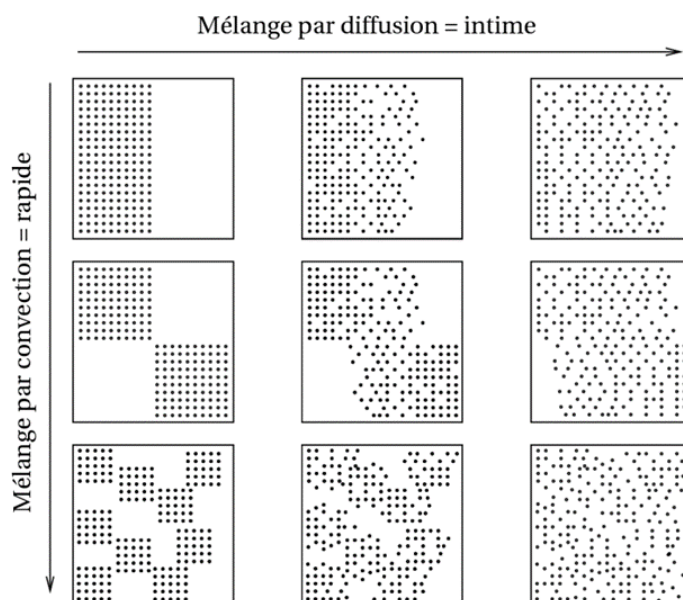 Mélange par diffusion = intime
Mélange par convection = rapide